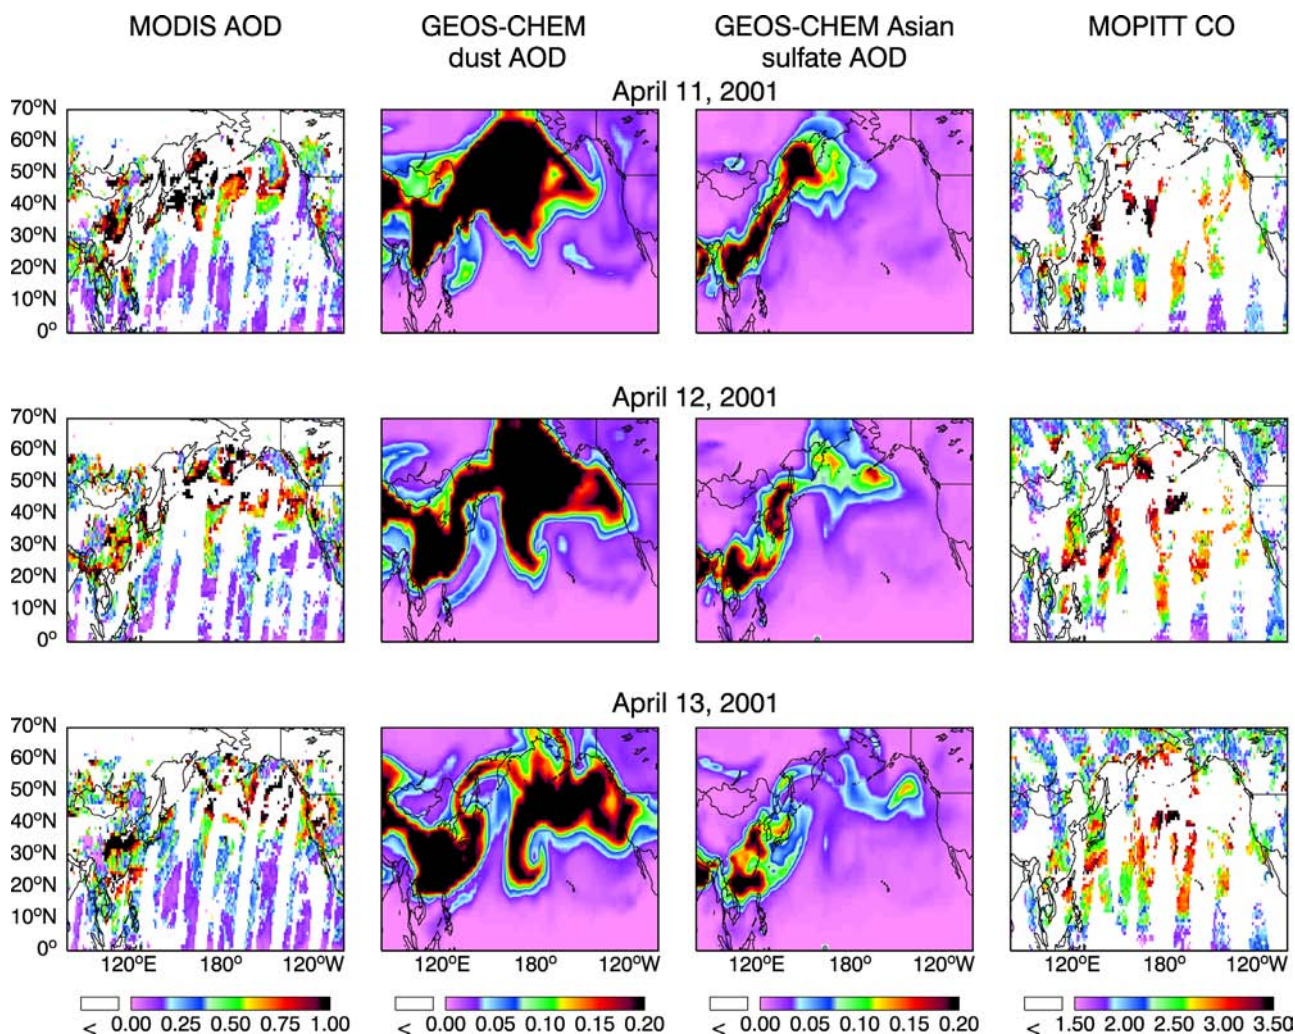 MODIS AOD
GEOS-CHEM
dust AOD
GEOS-CHEM Asian
sulfate AOD
MOPITT CO
April 11, 2001
70°N
60°N
50°N
40°N
30°N
20°N
10°N
0°
April 12, 2001
70°N
60°N
50°N
40°N
30°N
20°N
10°N
0°
April 13, 2001
70°N
60°N
50°N
40°N
30°N
20°N
10°N
0°
120°E 180° 120°W 120°E 180° 120°W 120°E 180° 120°W 120°E 180° 120°W
< 0.00 0.25 0.50 0.75 1.00 < 0.00 0.05 0.10 0.15 0.20 < 0.00 0.05 0.10 0.15 0.20 < 1.50 2.00 2.50 3.00 3.50